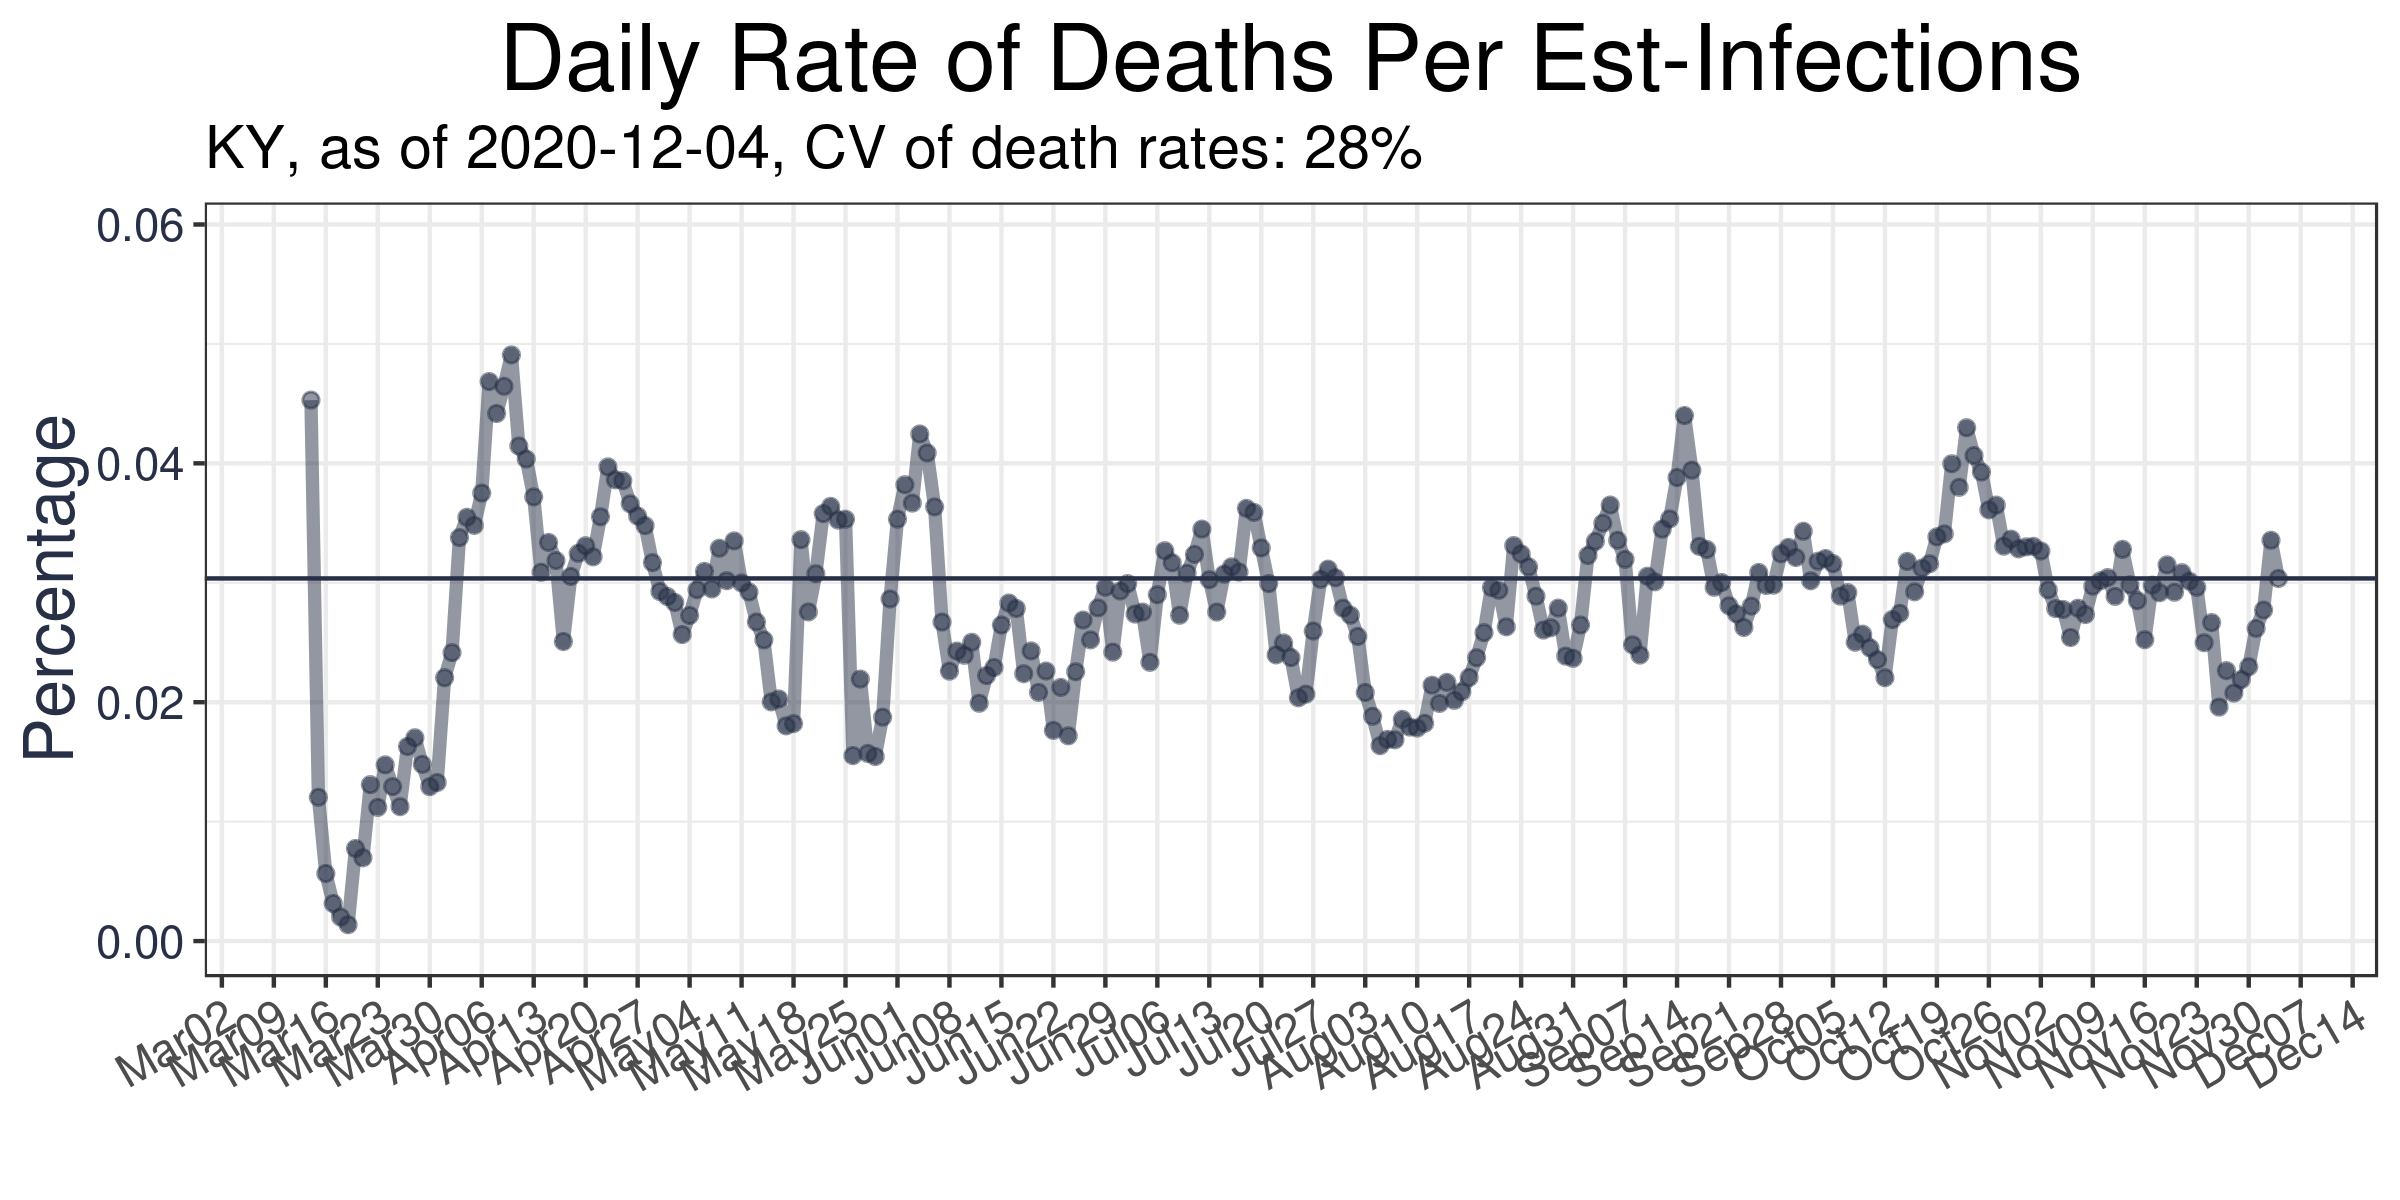 Daily Rate of Deaths Per Est-Infections
KY, as of 2020-12-04, CV of death rates: 28%
Percentage
0.06
0.04
0.02
0.00
Mar02
Mar09
Mar16
Mar23
Mar30
Apr06
Apr13
Apr20
Apr27
May04
May11
May18
May25
Jun01
Jun08
Jun15
Jun22
Jun29
Jul06
Jul13
Jul20
Jul27
Aug03
Aug10
Aug17
Aug24
Aug31
Sep07
Sep14
Sep21
Sep28
Oct05
Oct12
Oct19
Oct26
Nov02
Nov09
Nov16
Nov23
Nov30
Dec07
Dec14